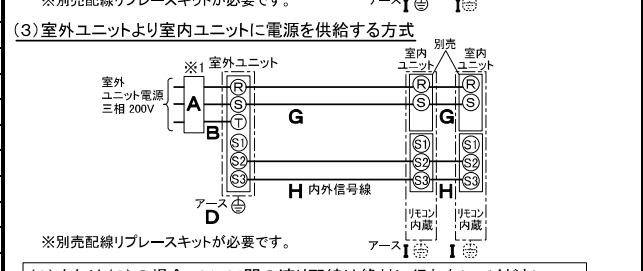 ※別売配線リプレースキットが必要です。
アース I I
(3)室外ユニットより室内ユニットに電源を供給する方式
別売
※1 室外ユニット
室内ユニット
室内ユニット
室外
ユニット電源
三相 200V
A
B
R
S
T
S1
S2
S3
G
H 内外信号線
R
S
S1
S2
S3
G
H
R
S
S1
S2
S3
アース
D
リモコン
内蔵
リモコン
内蔵
※別売配線リプレースキットが必要です。
アース I I